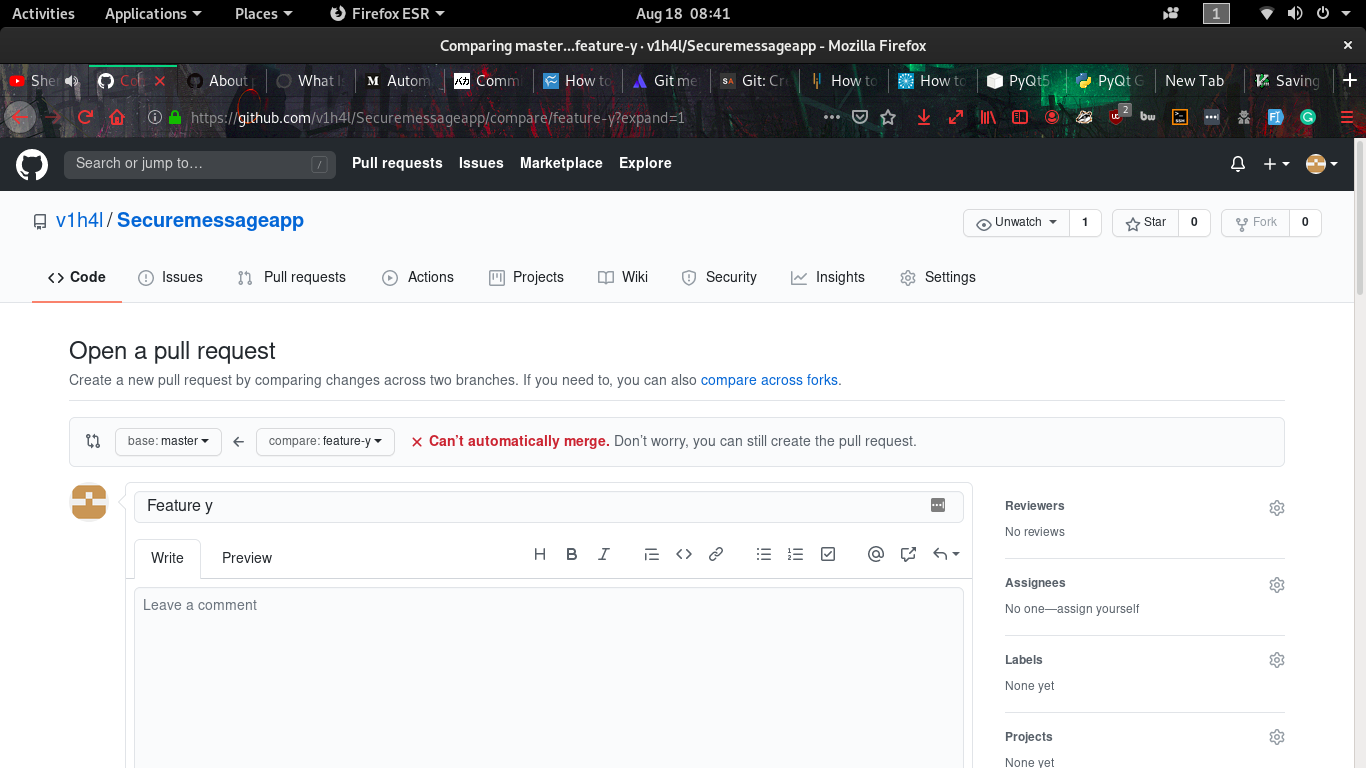 Activities Applications Places Firefox ESR Aug 18 08:41 1
Comparing master...feature-y · v1h4l/Securemessageapp - Mozilla Firefox
She Co About What I Autom Comm How to Git me Git: Cre How to How to PyQt5 PyQt G New Tab Saving
https://github.com/v1h4l/Securemessageapp/compare/feature-y?expand=1 2
Search or jump to… / Pull requests Issues Marketplace Explore
v1h4l / Securemessageapp Unwatch 1 Star 0 Fork 0
Code Issues Pull requests Actions Projects Wiki Security Insights Settings
Open a pull request
Create a new pull request by comparing changes across two branches. If you need to, you can also compare across forks.
base: master compare: feature-y Can’t automatically merge. Don’t worry, you can still create the pull request.
Feature y
Reviewers
No reviews
Write Preview
Assignees
No one—assign yourself
Leave a comment
Labels
None yet
Projects
None yet